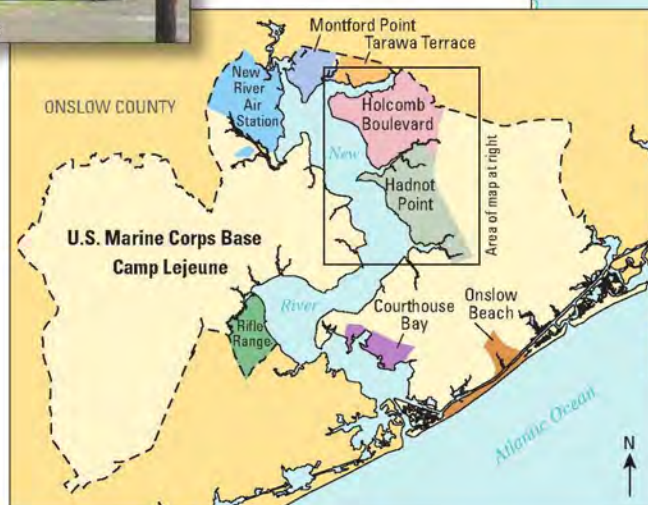 Montford Point
Tarawa Terrace
New
River
Air
Station
ONSLOW COUNTY
Holcomb
Boulevard
New
Hadnot
Point
Area of map at right
U.S. Marine Corps Base
Camp Lejeune
River
Rifle
Range
Courthouse
Bay
Onslow
Beach
Atlantic Ocean
N